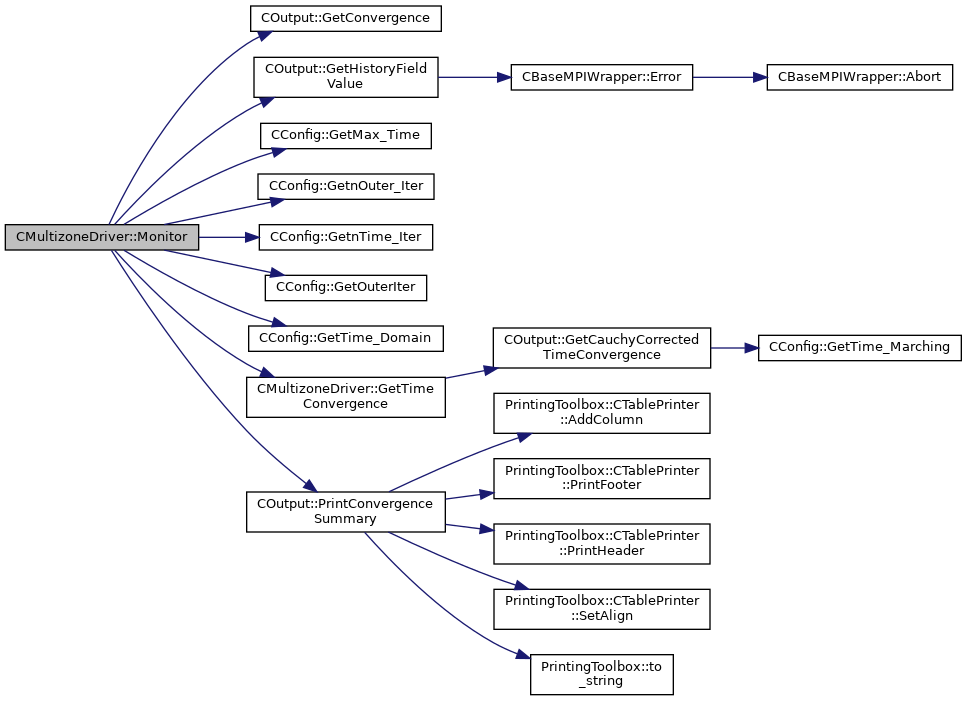 COutput::GetConvergence
COutput::GetHistoryField
Value
CBaseMPIWrapper::Error
CBaseMPIWrapper::Abort
CConfig::GetMax_Time
CConfig::GetnOuter_Iter
CMultizoneDriver::Monitor
CConfig::GetnTime_Iter
CConfig::GetOuterIter
CConfig::GetTime_Domain
COutput::GetCauchyCorrected
TimeConvergence
CConfig::GetTime_Marching
CMultizoneDriver::GetTime
Convergence
PrintingToolbox::CTablePrinter
::AddColumn
PrintingToolbox::CTablePrinter
::PrintFooter
COutput::PrintConvergence
Summary
PrintingToolbox::CTablePrinter
::PrintHeader
PrintingToolbox::CTablePrinter
::SetAlign
PrintingToolbox::to
_string